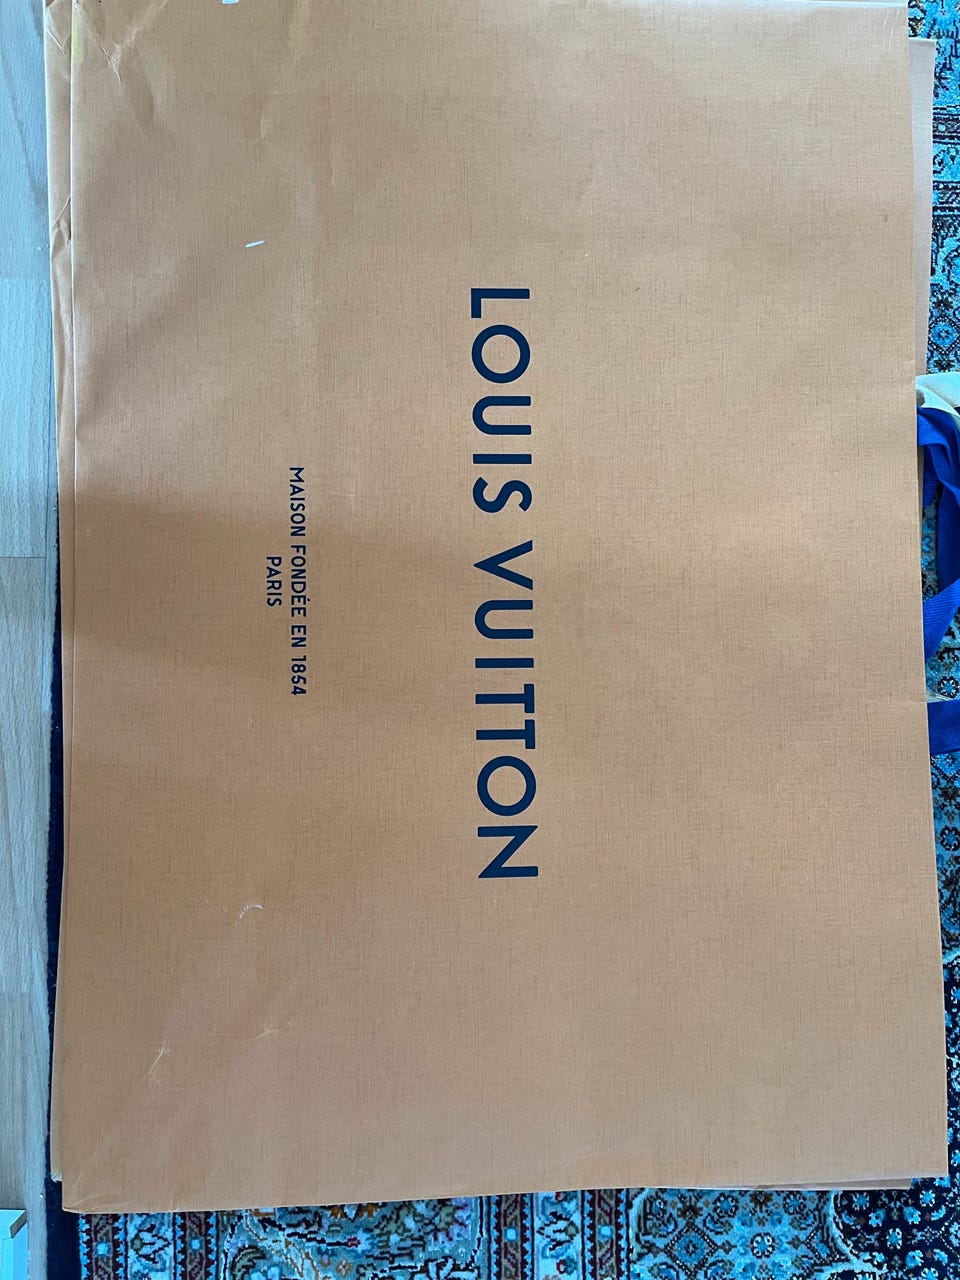 LOUIS VUITTON
MAISON FONDÉE EN 1854
PARIS